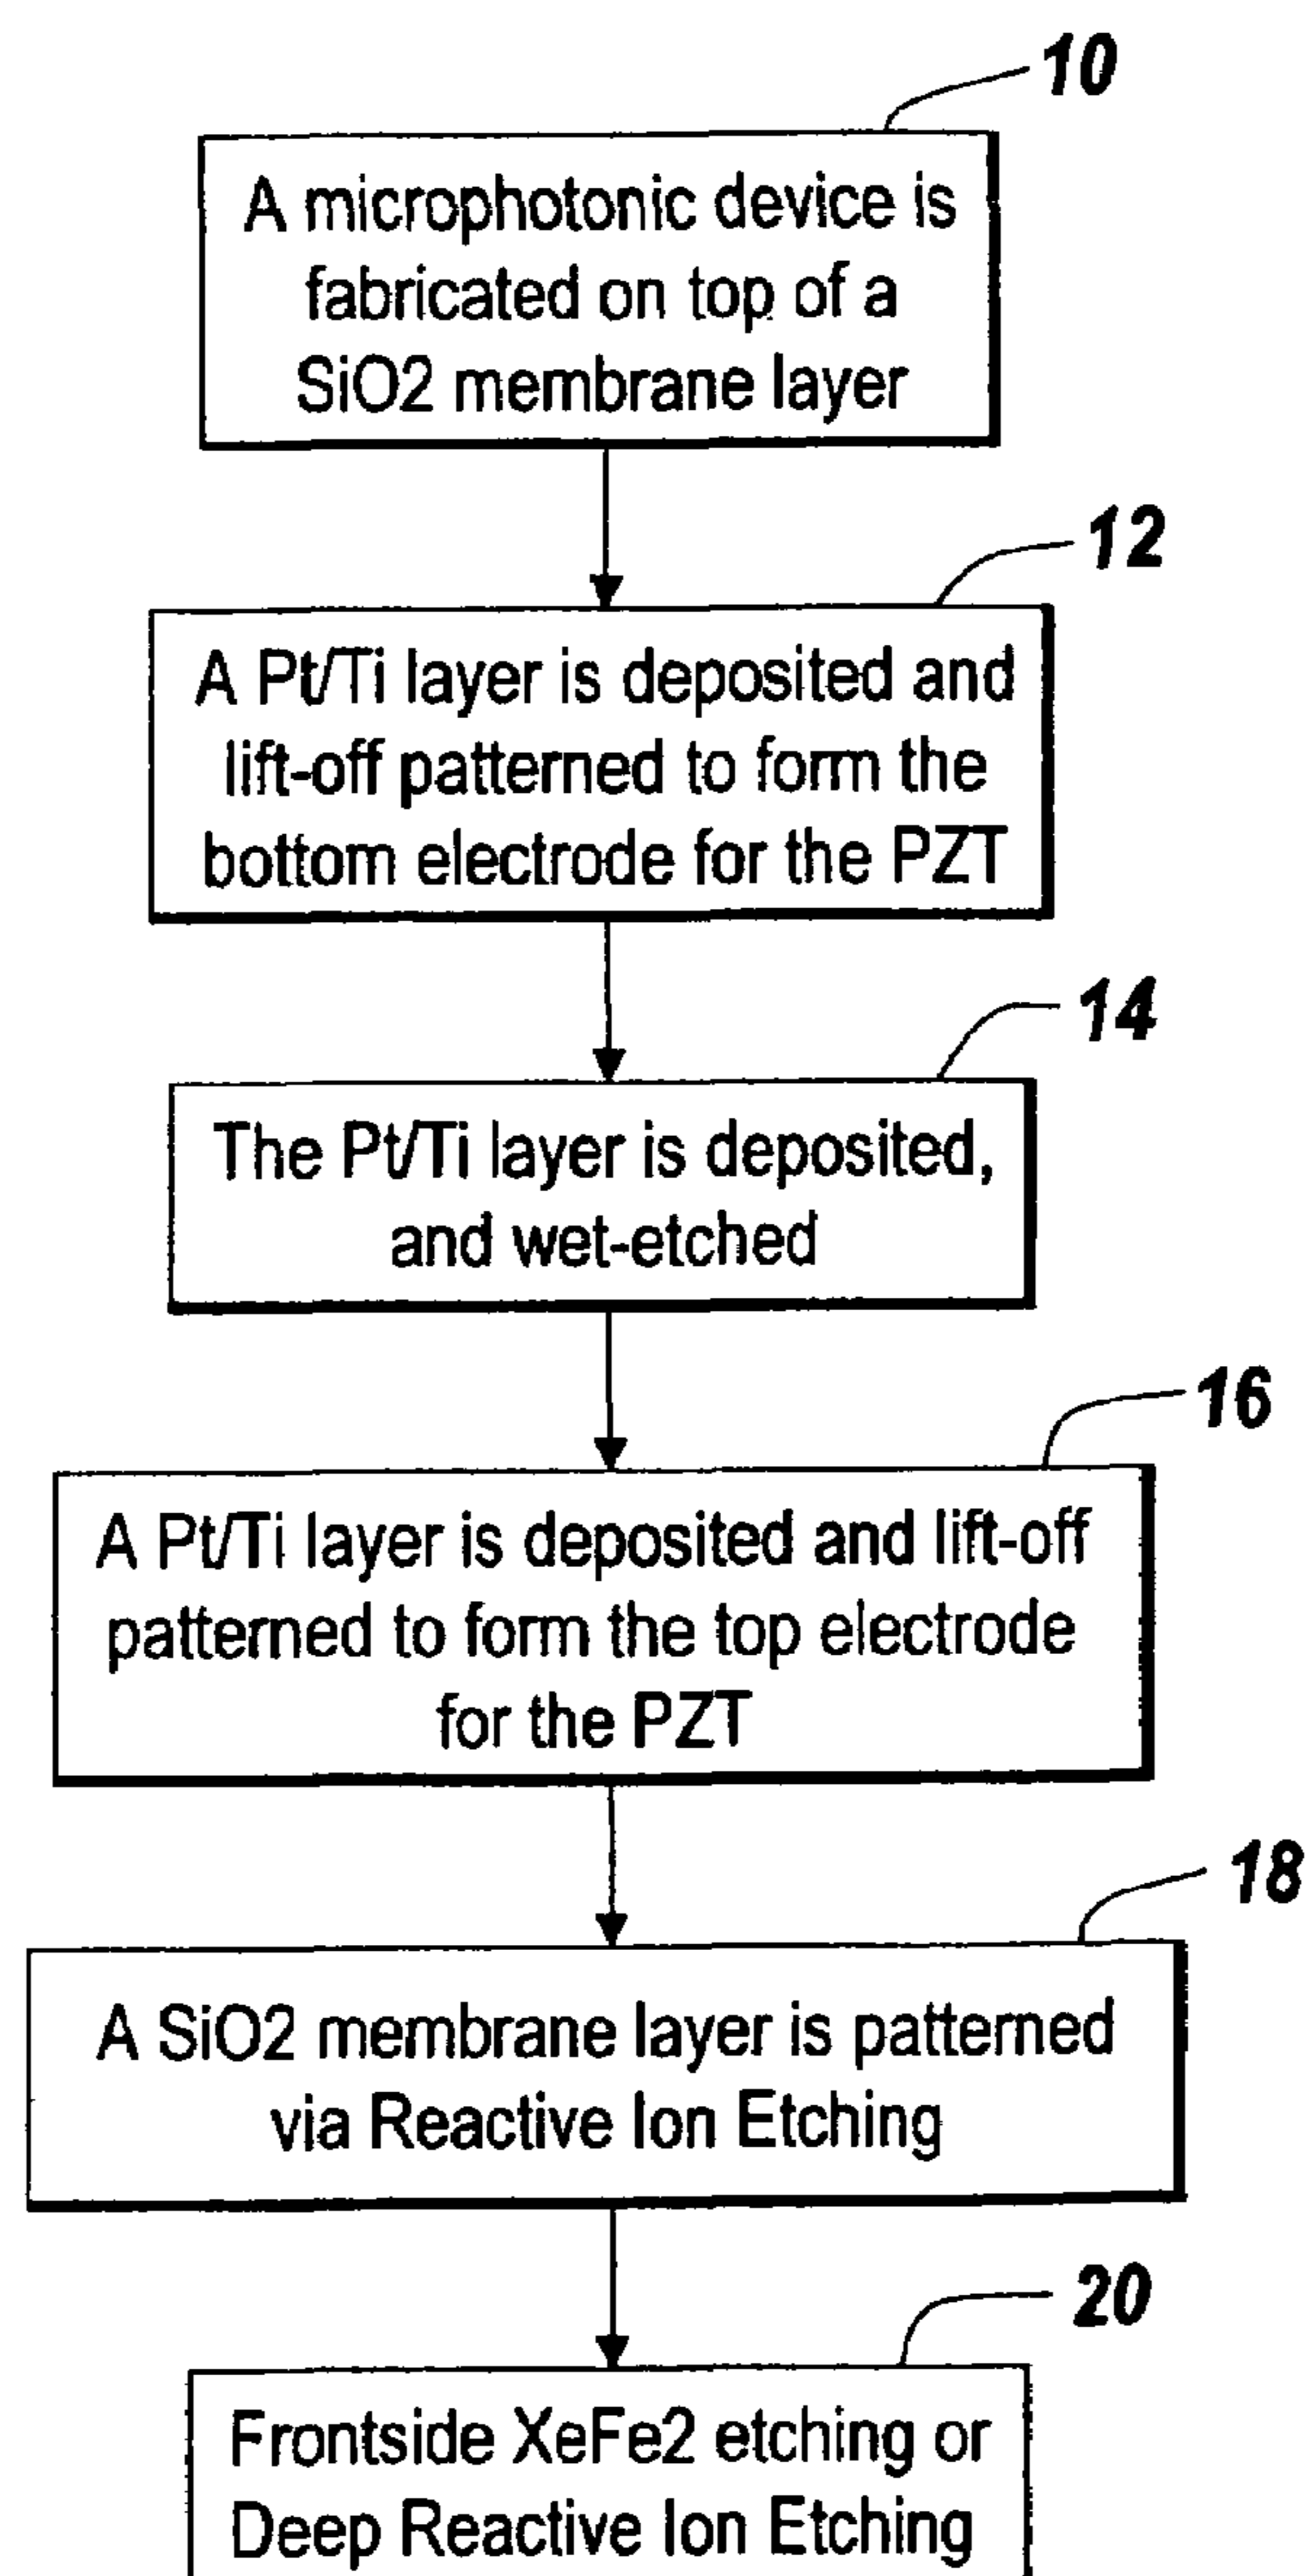 10
A microphotonic device is
fabricated on top of a
SiO2 membrane layer
12
A Pt/Ti layer is deposited and
lift-off patterned to form the
bottom electrode for the PZT
14
The Pt/Ti layer is deposited,
and wet-etched
16
A Pt/Ti layer is deposited and lift-off
patterned to form the top electrode
for the PZT
18
A SiO2 membrane layer is patterned
via Reactive Ion Etching
20
Frontside XeFe2 etching or
Deep Reactive Ion Etching